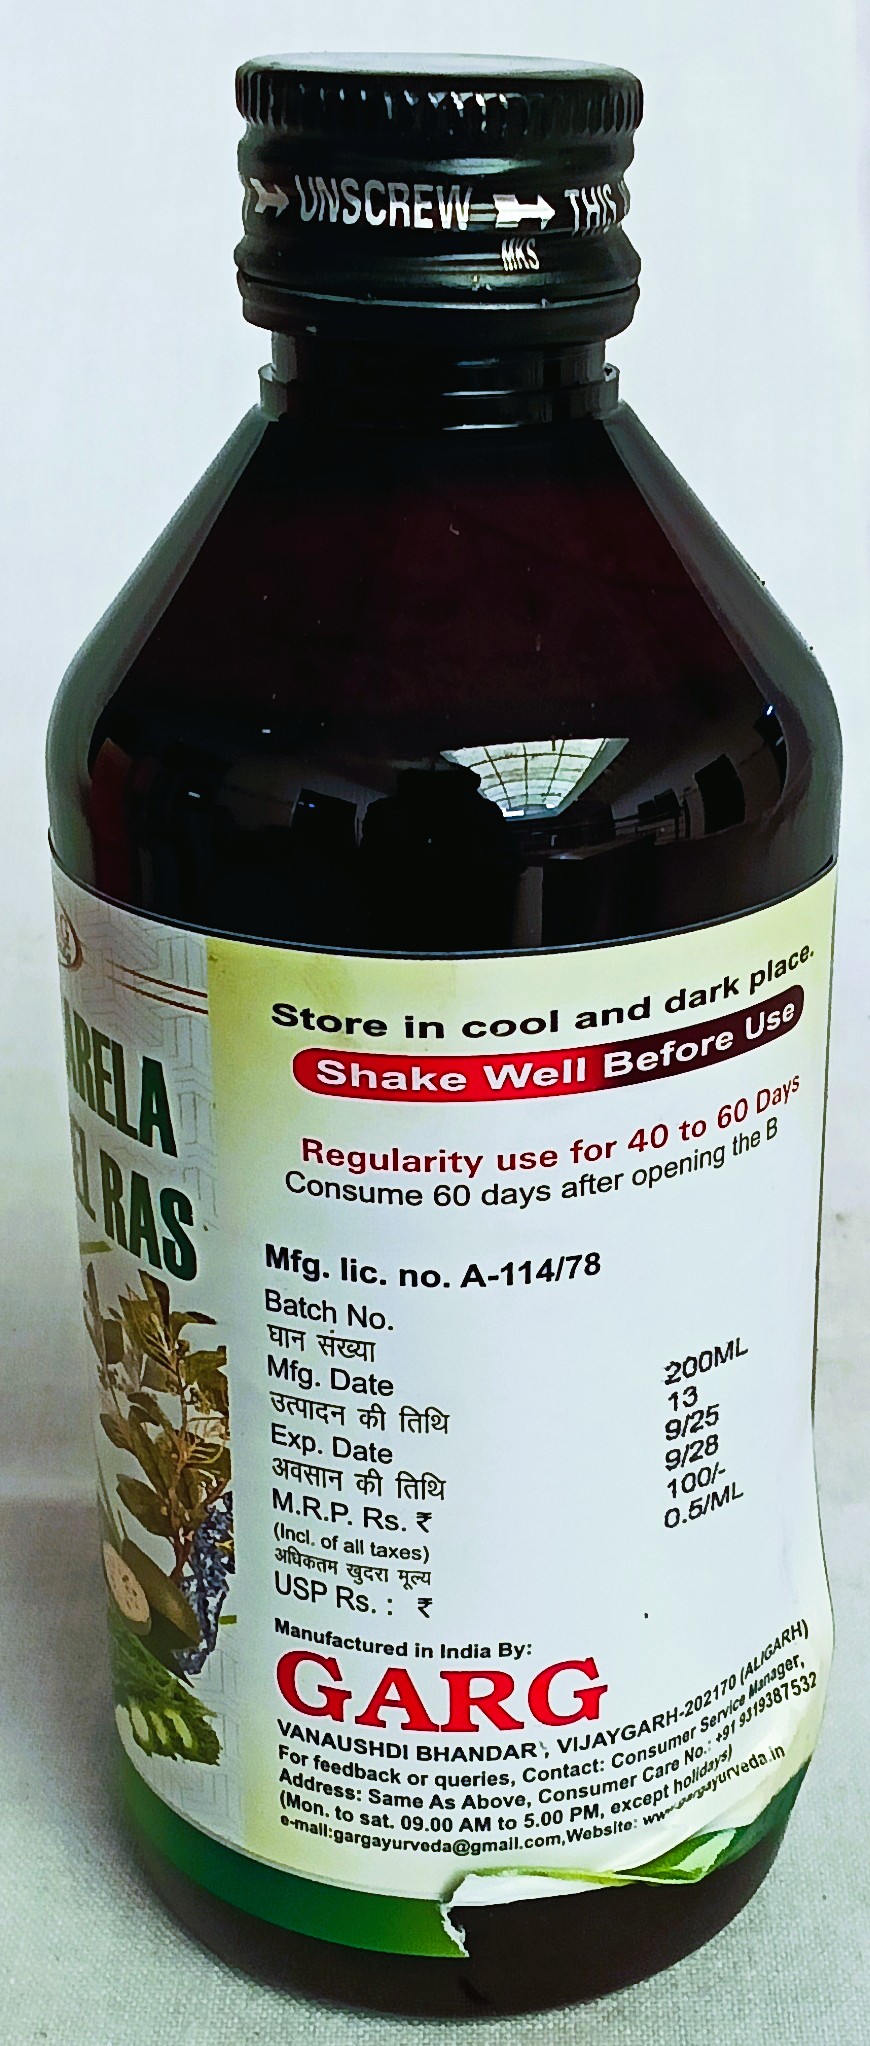 UNSCREW THIS
MKS
Store in cool and dark place.
Shake Well Before Use
Regularity use for 40 to 60 Days
Consume 60 days after opening the B
RAS
Mfg. lic. no. A-114/78
Batch No.
घान संख्या
Mfg. Date
उत्पादन की तिथि
Exp. Date
अवसान की तिथि
M.R.P. Rs. ₹
(Incl. of all taxes)
अधिकतम खुदरा मूल्य
USP Rs. : ₹
200ML
13
9/25
9/28
100/-
0.5/ML
Manufactured in India By:
GARG
VANAUSHDI BHANDAR, VIJAYGARH-202170 (ALIGARH)
For feedback or queries, Contact: Consumer Service Manager,
Address: Same As Above, Consumer Care No.: +91 9319387532
(Mon. to sat. 09.00 AM to 5.00 PM, except holidays)
e-mail:gargayurveda@gmail.com,Website: www.gargayurveda.in